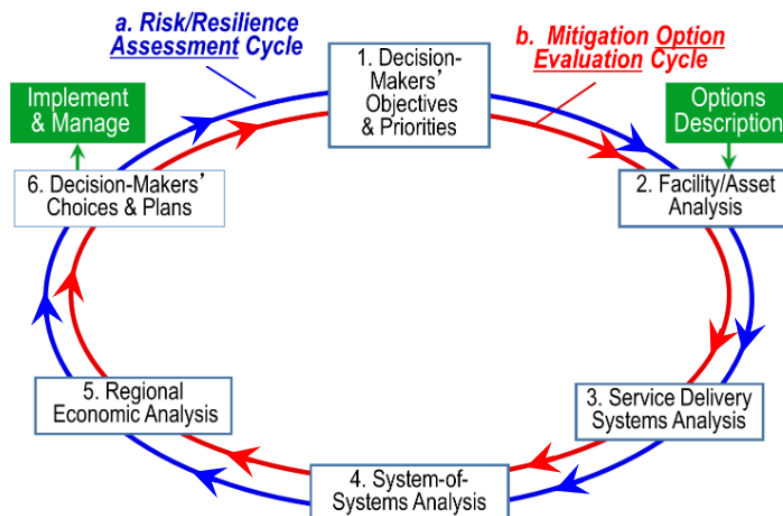 a. Risk/Resilience
Assessment Cycle
1. Decision-
Makers’
Objectives
& Priorities
b. Mitigation Option
Evaluation Cycle
Implement
& Manage
Options
Description
6. Decision-Makers’
Choices & Plans
2. Facility/Asset
Analysis
5. Regional
Economic Analysis
3. Service Delivery
Systems Analysis
4. System-of-
Systems Analysis